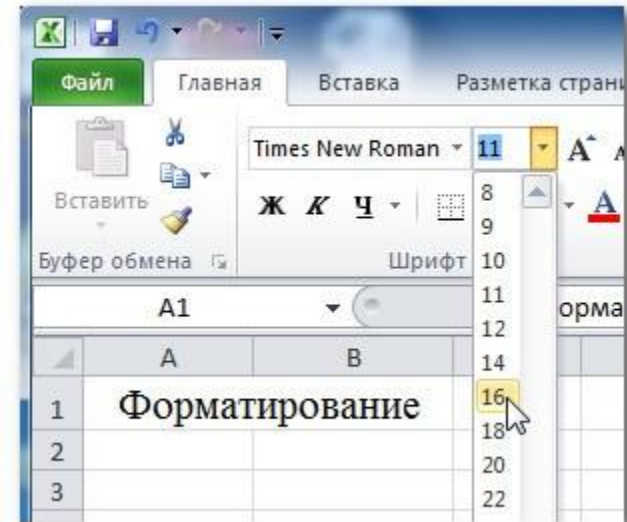 Файл Главная Вставка Разметка страни
Times New Roman 11 А А
Вставить Ж К Ч А
Буфер обмена Шрифт
8
9
10
11
12
14
16
18
20
22
A1 орма
A B
1 Форматирование
2
3